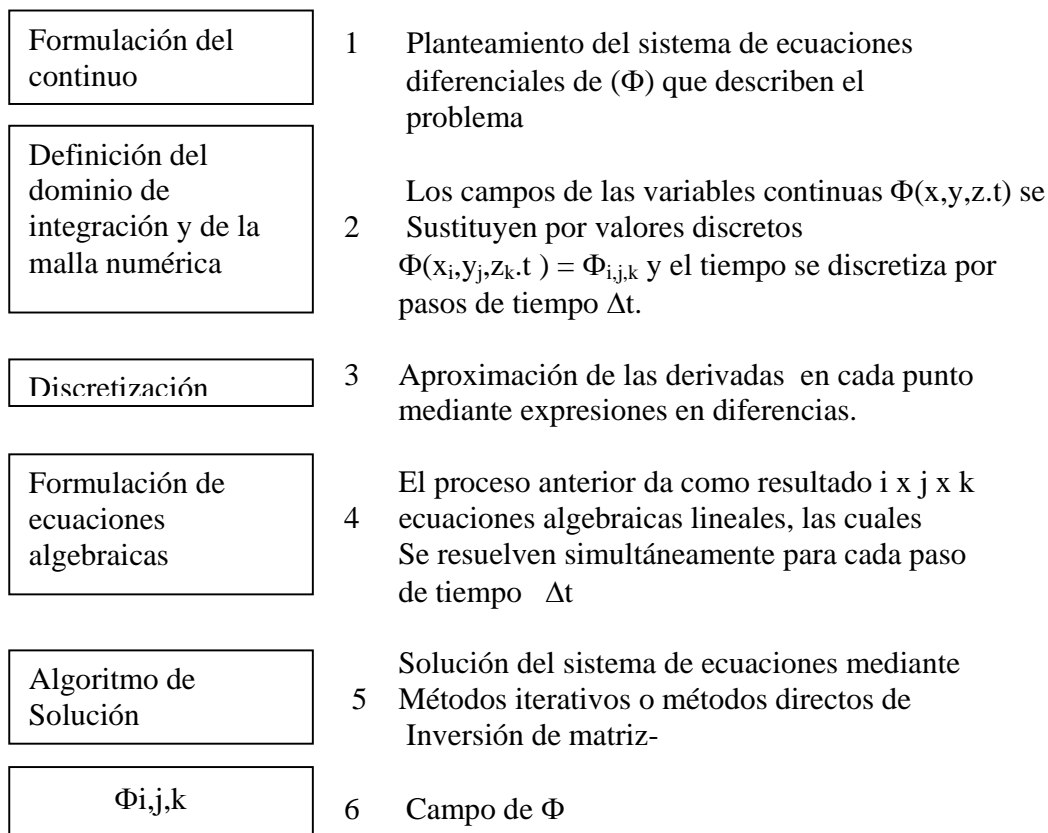 Formulación del
continuo
1 Planteamiento del sistema de ecuaciones
diferenciales de (Φ) que describen el
problema
Definición del
dominio de
integración y de la
malla numérica
Los campos de las variables continuas Φ(x,y,z.t) se
2 Sustituyen por valores discretos
Φ(xi,yj,zk.t ) = Φi,j,k y el tiempo se discretiza por
pasos de tiempo Δt.
Discretización
3 Aproximación de las derivadas en cada punto
mediante expresiones en diferencias.
Formulación de
ecuaciones
algebraicas
El proceso anterior da como resultado i x j x k
4 ecuaciones algebraicas lineales, las cuales
Se resuelven simultáneamente para cada paso
de tiempo Δt
Algoritmo de
Solución
Solución del sistema de ecuaciones mediante
5 Métodos iterativos o métodos directos de
Inversión de matriz-
Φi,j,k
6 Campo de Φ